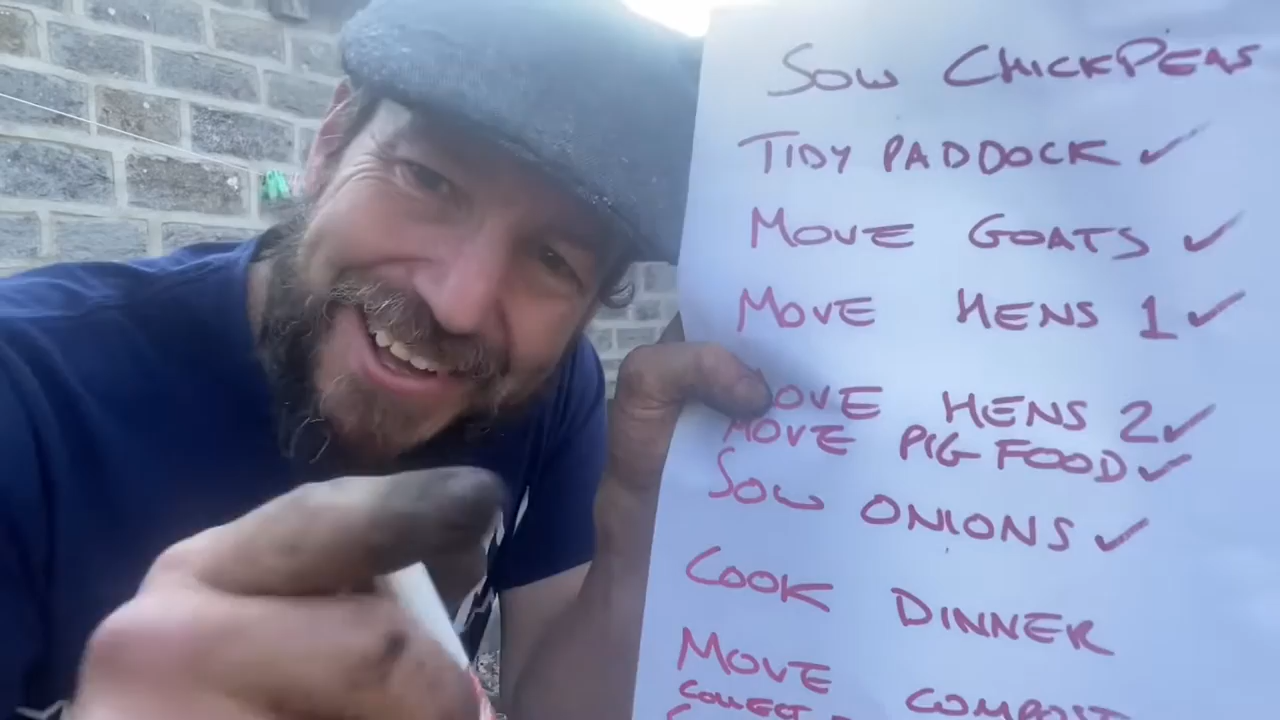 SOW CHICKPEAS
TIDY PADDOCK ✓
MOVE GOATS ✓
MOVE HENS 1 ✓
MOVE HENS 2 ✓
MOVE PIG FOOD ✓
SOW ONIONS ✓
COOK DINNER
MOVE COMPOST
COLLECT